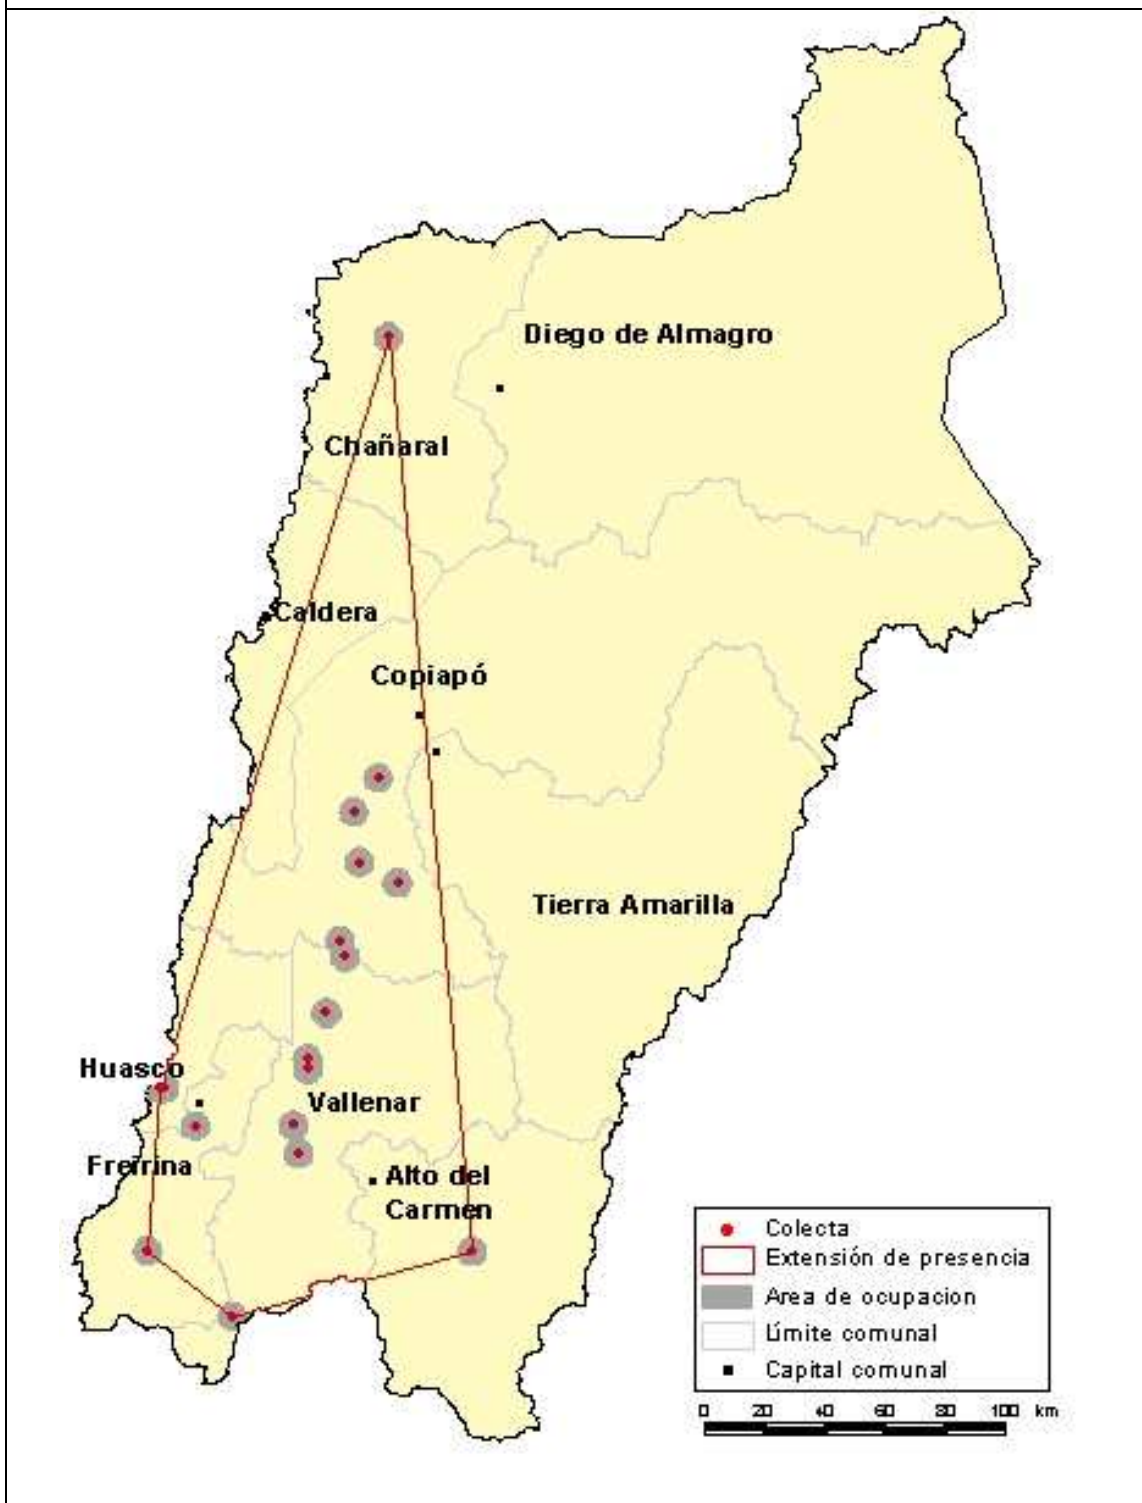 Diego de Almagro
Chañaral
Caldera
Copiapó
Tierra Amarilla
Huasco
Vallenar
Freirina
Alto del
Carmen
Colecta
Extensión de presencia
Area de ocupacion
Límite comunal
Capital comunal
0 20 40 60 80 100 km